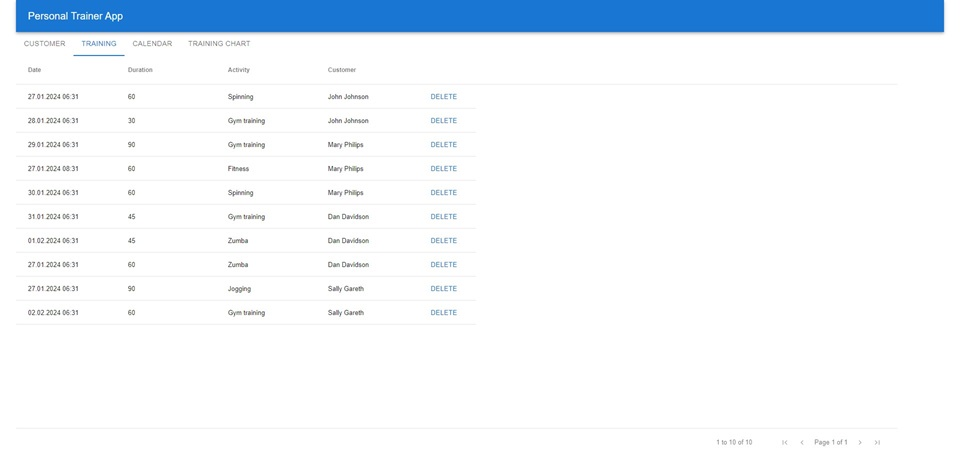 Personal Trainer App
CUSTOMER TRAINING CALENDAR TRAINING CHART
Date Duration Activity Customer
27.01.2024 06:31 60 Spinning John Johnson DELETE
28.01.2024 06:31 30 Gym training John Johnson DELETE
29.01.2024 06:31 90 Gym training Mary Philips DELETE
27.01.2024 08:31 60 Fitness Mary Philips DELETE
30.01.2024 06:31 60 Spinning Mary Philips DELETE
31.01.2024 06:31 45 Gym training Dan Davidson DELETE
01.02.2024 06:31 45 Zumba Dan Davidson DELETE
27.01.2024 06:31 60 Zumba Dan Davidson DELETE
27.01.2024 06:31 90 Jogging Sally Gareth DELETE
02.02.2024 06:31 60 Gym training Sally Gareth DELETE
1 to 10 of 10 Page 1 of 1